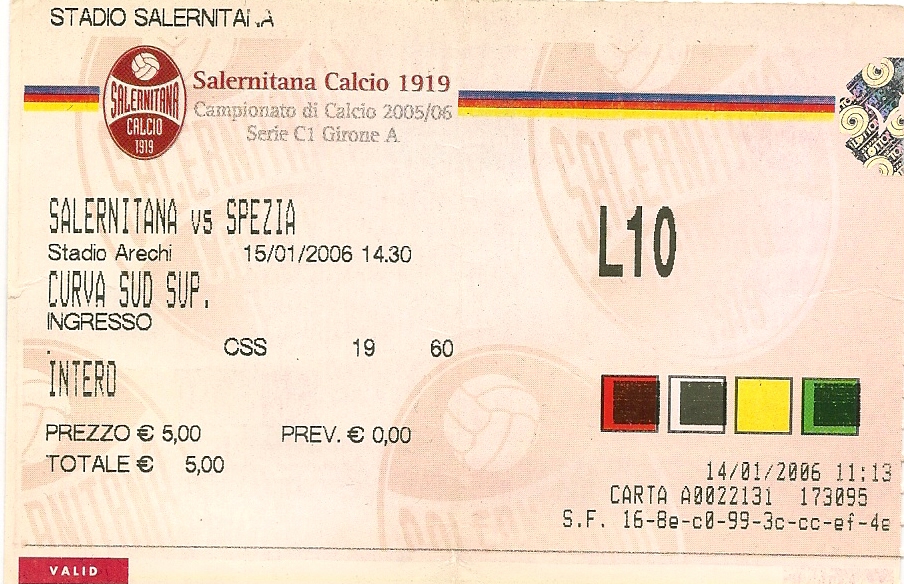 STADIO SALERNITANA
SALERNITANA
CALCIO
1919
Salernitana Calcio 1919
Campionato di Calcio 2005/06
Serie C1 Girone A
SALERNITANA vs SPEZIA
Stadio Arechi 15/01/2006 14.30
L10
CURVA SUD SUP.
INGRESSO
. CSS 19 60
INTERO
PREZZO € 5,00 PREV. € 0,00
TOTALE € 5,00
14/01/2006 11:13
CARTA A0022131 173095
S.F. 16-8e-c0-99-3c-cc-ef-4e
VALID